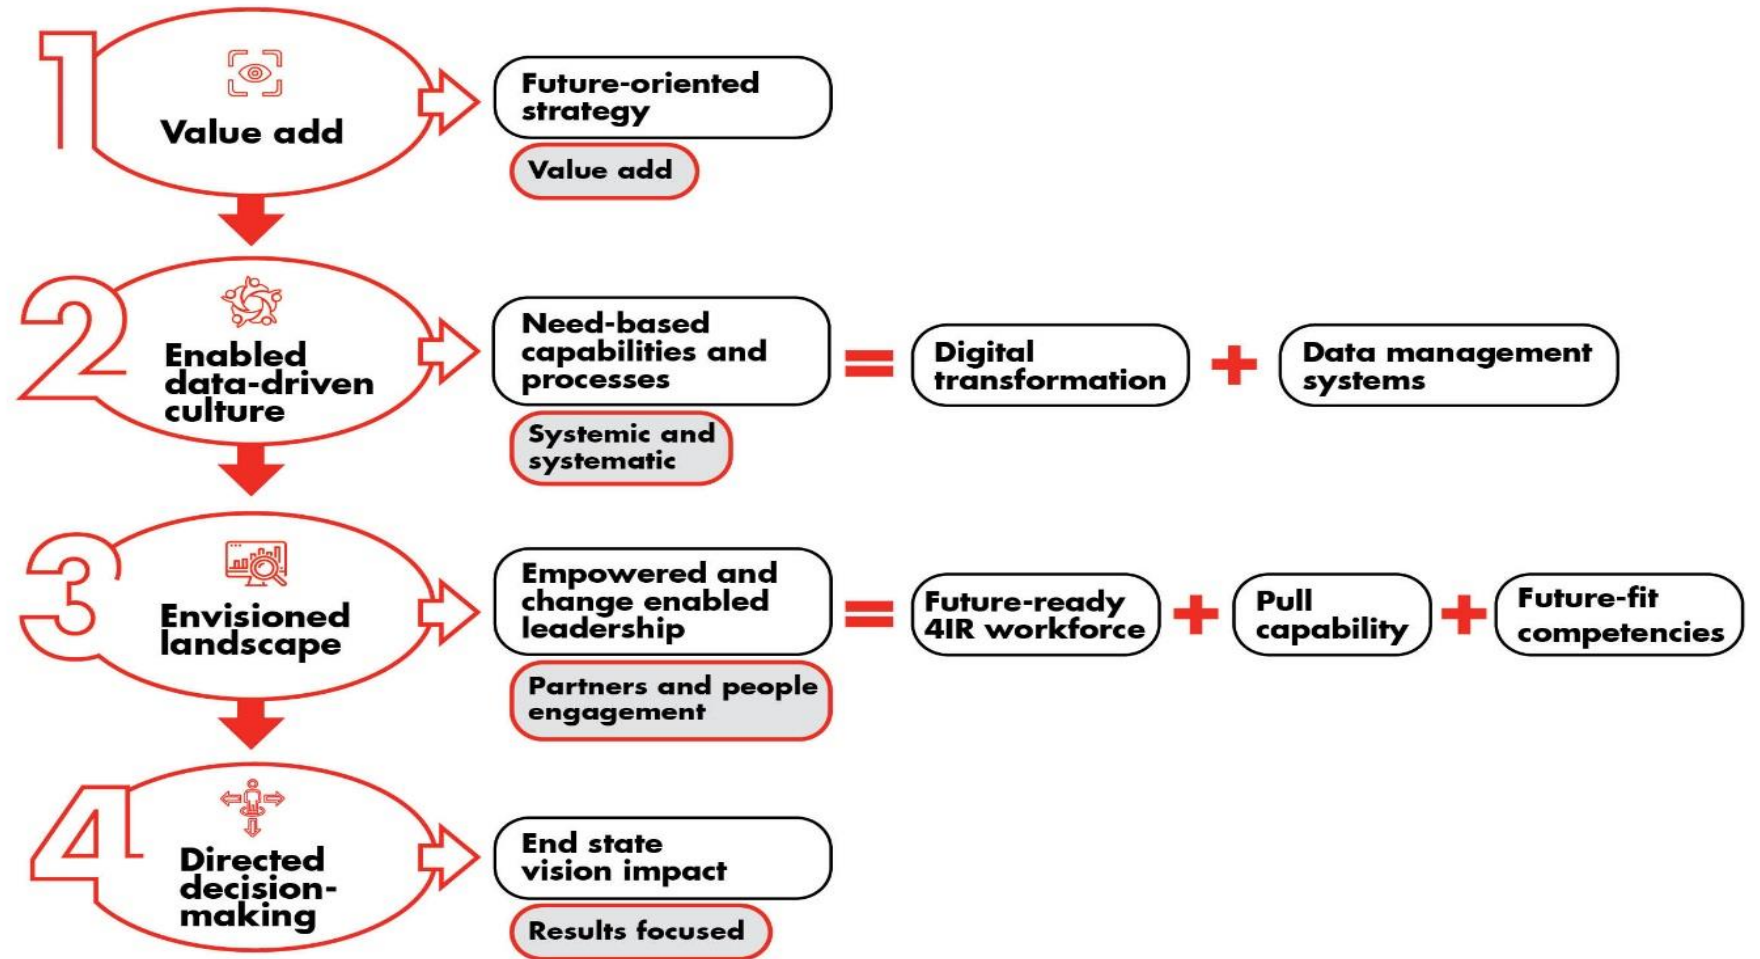 1
Value add
Future-oriented
strategy
Value add
2
Enabled
data-driven
culture
Need-based
capabilities and
processes
Systemic and
systematic
=
Digital
transformation
+
Data management
systems
3
Envisioned
landscape
Empowered and
change enabled
leadership
Partners and people
engagement
=
Future-ready
4IR workforce
+
Pull
capability
+
Future-fit
competencies
4
Directed
decision-
making
End state
vision impact
Results focused